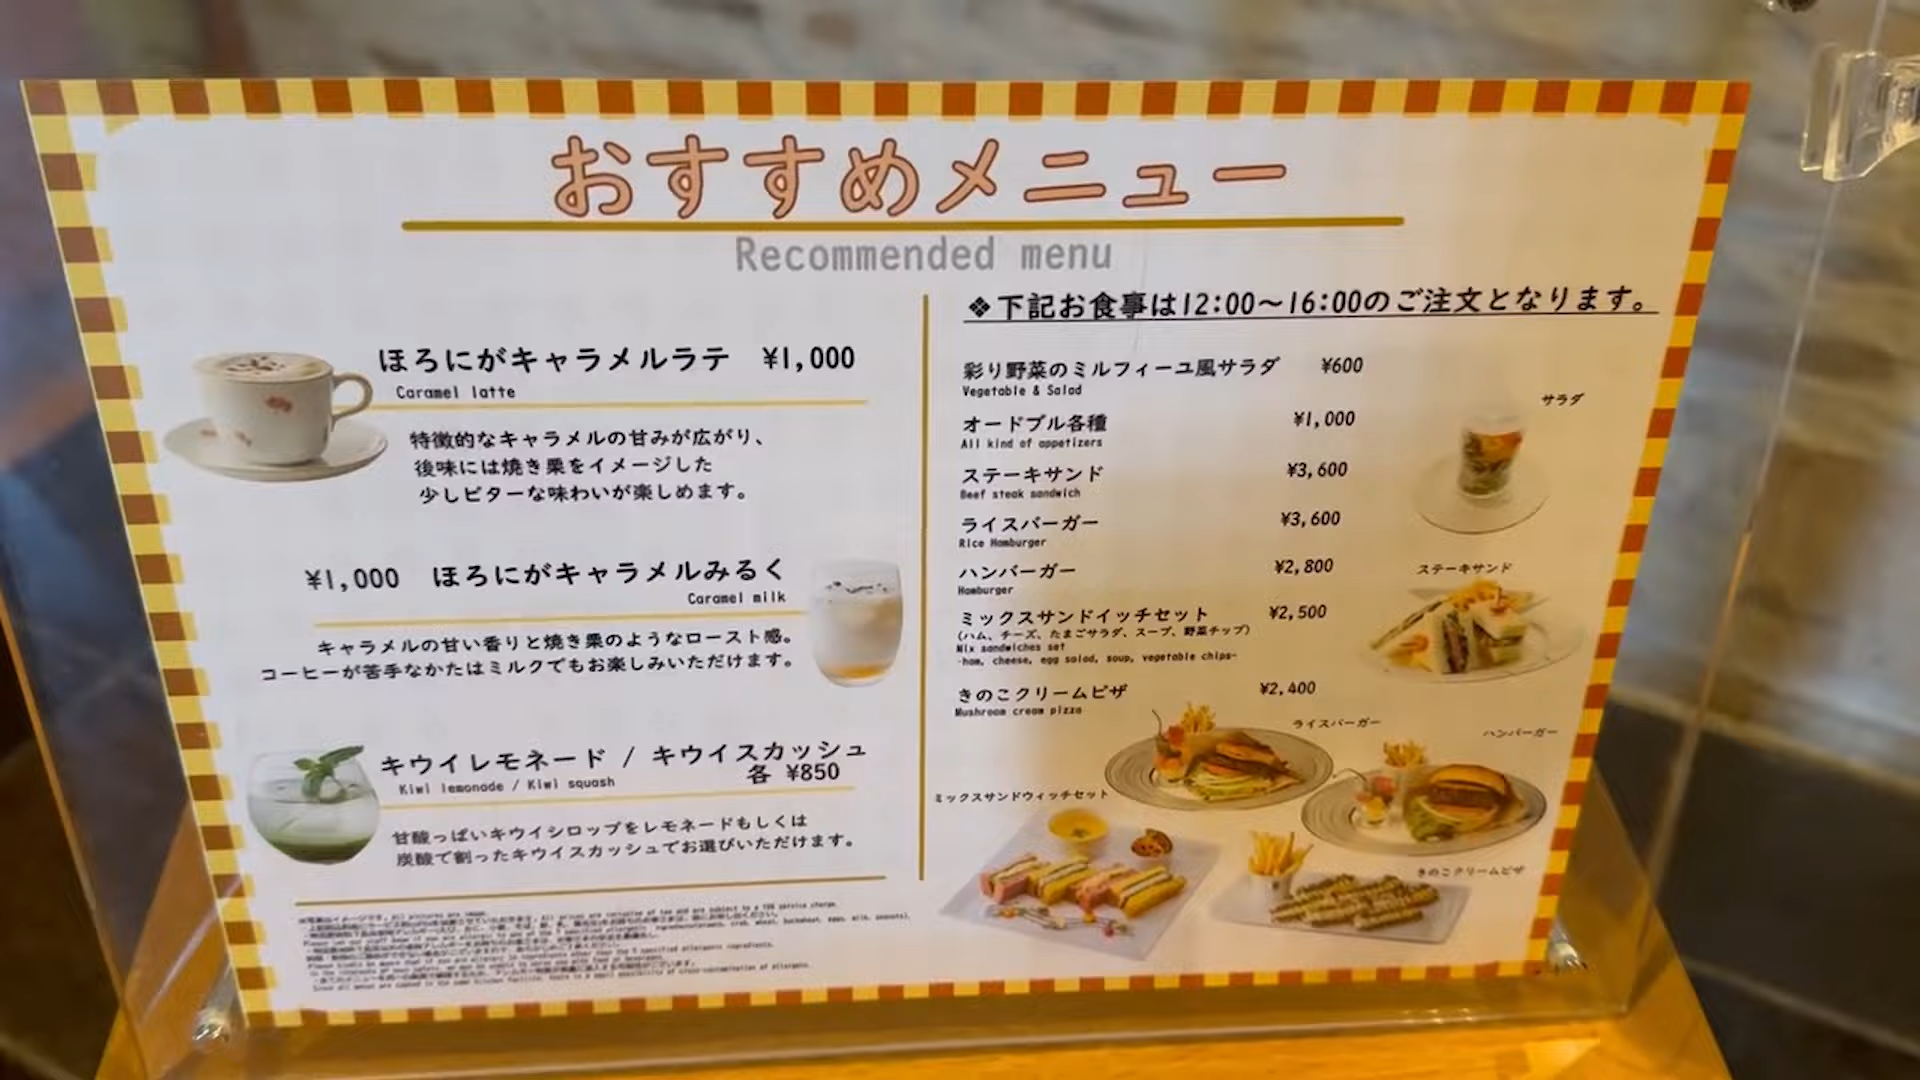 おすすめメニュー
Recommended menu
ほろにがキャラメルラテ ¥1,000
Caramel latte
特徴的なキャラメルの甘みが広がり、
後味には焼き栗をイメージした
少しビターな味わいが楽しめます。
¥1,000 ほろにがキャラメルみるく
Caramel milk
キャラメルの甘い香りと焼き栗のようなロースト感。
コーヒーが苦手なかたはミルクでもお楽しみいただけます。
キウイレモネード / キウイスカッシュ
各 ¥850
Kiwi lemonade / Kiwi squash
甘酸っぱいキウイシロップをレモネードもしくは
炭酸で割ったキウイスカッシュでお選びいただけます。
❖下記お食事は12:00～16:00のご注文となります。
彩り野菜のミルフィーユ風サラダ ¥600
Vegetable & Salad
オードブル各種 ¥1,000
All kind of appetizers
ステーキサンド ¥3,600
Beef steak sandwich
ライスバーガー ¥3,600
Rice Hamburger
ハンバーガー ¥2,800
Hamburger
ミックスサンドイッチセット ¥2,500
(ハム、チーズ、たまごサラダ、スープ、野菜チップ)
Mix sandwiches set
-ham, cheese, egg salad, soup, vegetable chips-
きのこクリームピザ ¥2,400
Mushroom cream pizza
サラダ
ステーキサンド
ライスバーガー
ハンバーガー
ミックスサンドウィッチセット
きのこクリームピザ